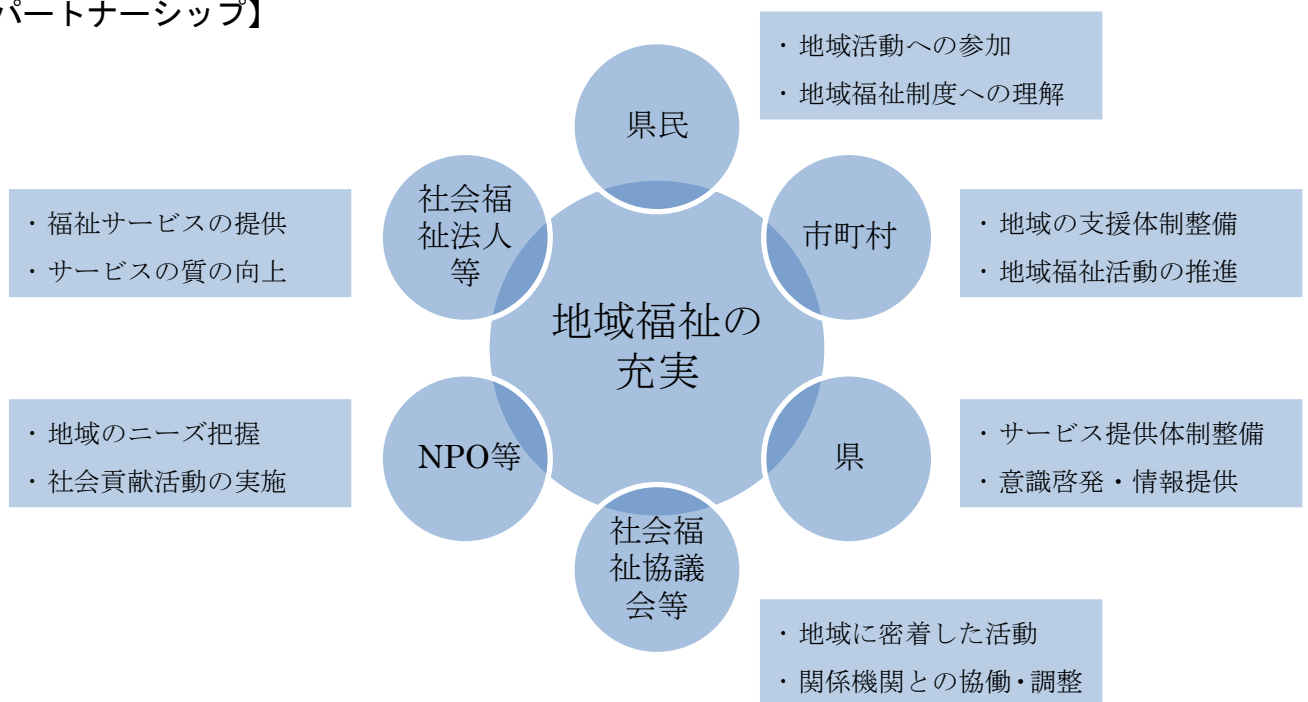 パートナーシップ】
・地域活動への参加
・地域福祉制度への理解
県民
社会福
祉法人
等
・福祉サービスの提供
・サービスの質の向上
市町村
・地域の支援体制整備
・地域福祉活動の推進
地域福祉の
充実
・地域のニーズ把握
・社会貢献活動の実施
NPO等
県
・サービス提供体制整備
・意識啓発・情報提供
社会福
祉協議
会等
・地域に密着した活動
・関係機関との協働・調整